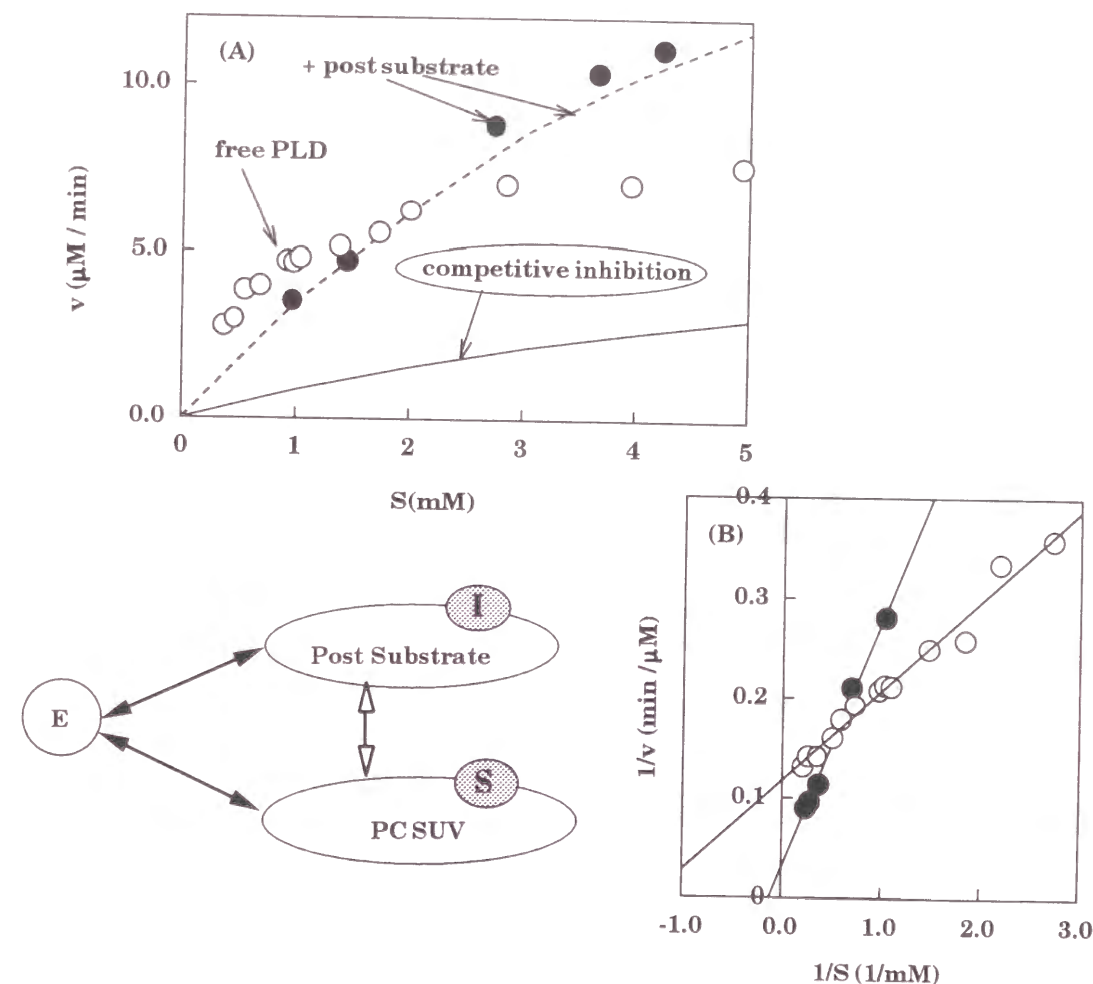 (A)
+ post substrate
free PLD
competitive inhibition
v (μM / min)
10.0
5.0
0.0
0
1
2
3
4
5
S(mM)
I
Post Substrate
E
S
PC SUV
(B)
1/v (min /μM)
0.4
0.3
0.2
0.1
0
-1.0
0.0
1.0
2.0
3.0
1/S (1/mM)